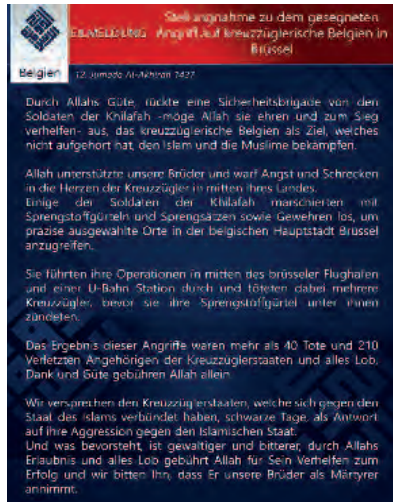 EILMELDUNG
Stellungnahme zu dem gesegneten
Angriff auf kreuzzüglerische Belgien in
Brüssel
Belgien
12 Jumada Al-Akhirah 1437
Durch Allahs Güte, rückte eine Sicherheitsbrigade von den
Soldaten der Khilafah -möge Allah sie ehren und zum Sieg
verhelfen- aus, das kreuzzüglerische Belgien als Ziel, welches
nicht aufgehört hat, den Islam und die Muslime bekämpfen.
Allah unterstützte unsere Brüder und warf Angst und Schrecken
in die Herzen der Kreuzzügler in mitten ihres Landes.
Einige der Soldaten der Khilafah marschierten mit
Sprengstoffgürteln und Sprengsätzen sowie Gewehren los, um
präzise ausgewählte Orte in der belgischen Hauptstadt Brüssel
anzugreifen.
Sie führten ihre Operationen in mitten des brüsseler Flughafen
und einer U-Bahn Station durch und töteten dabei mehrere
Kreuzzügler, bevor sie ihre Sprengstoffgürtel unter ihnen
zündeten.
Das Ergebnis dieser Angriffe waren mehr als 40 Tote und 210
Verletzten Angehörigen der Kreuzzüglerstaaten und alles Lob,
Dank und Güte gebühren Allah allein.
Wir versprechen den Kreuzzüglerstaaten, welche sich gegen den
Staat des Islams verbündet haben, schwarze Tage, als Antwort
auf ihre Aggression gegen den Islamischen Staat.
Und was bevorsteht, ist gewaltiger und bitterer, durch Allahs
Erlaubnis und alles Lob gebührt Allah für Sein Verhelfen zum
Erfolg und wir bitten Ihn, dass Er unsere Brüder als Märtyrer
annimmt.